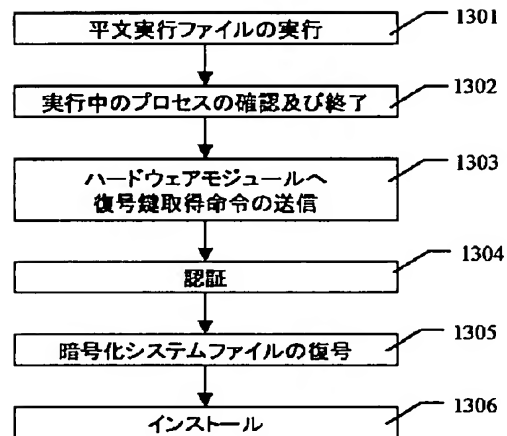 平文実行ファイルの実行
1301
実行中のプロセスの確認及び終了
1302
ハードウェアモジュールへ
復号鍵取得命令の送信
1303
認証
1304
暗号化システムファイルの復号
1305
インストール
1306